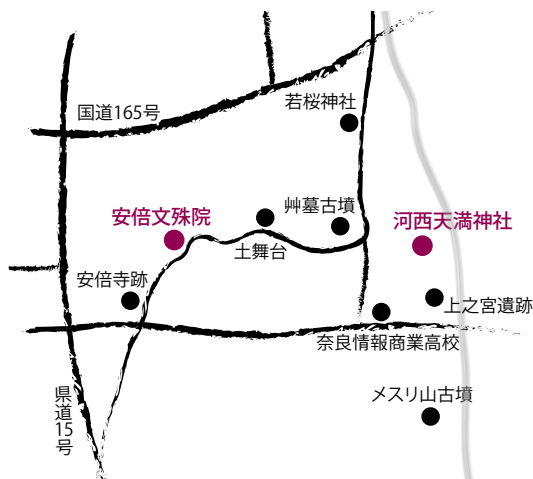 国道165号
若桜神社
安倍文殊院
艸墓古墳
河西天満神社
土舞台
安倍寺跡
上之宮遺跡
奈良情報商業高校
県道15号
メスリ山古墳